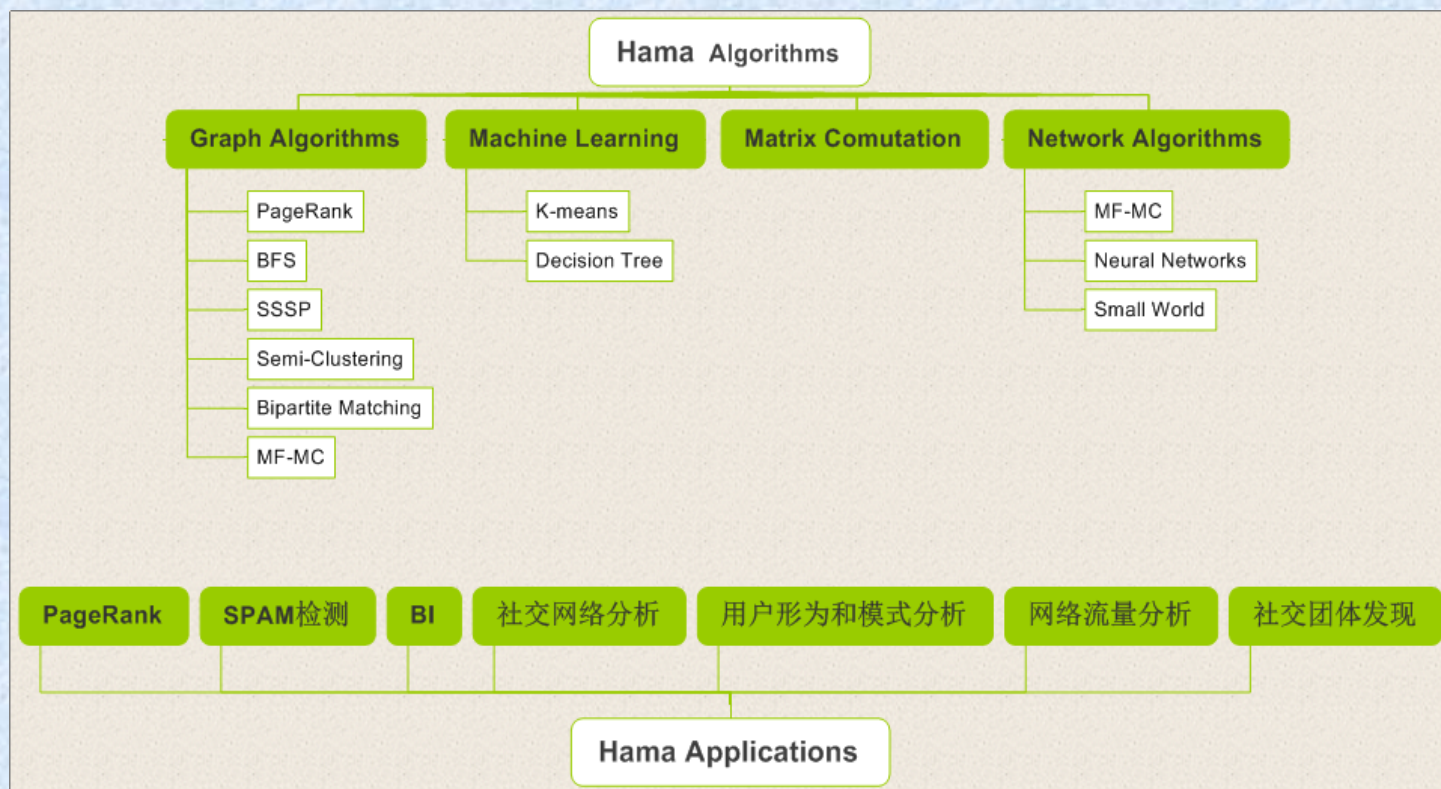 Hama Algorithms
Graph Algorithms
PageRank
BFS
SSSP
Semi-Clustering
Bipartite Matching
MF-MC
Machine Learning
K-means
Decision Tree
Matrix Comutation
Network Algorithms
MF-MC
Neural Networks
Small World
PageRank
SPAM检测
BI
社交网络分析
用户形为和模式分析
网络流量分析
社交团体发现
Hama Applications